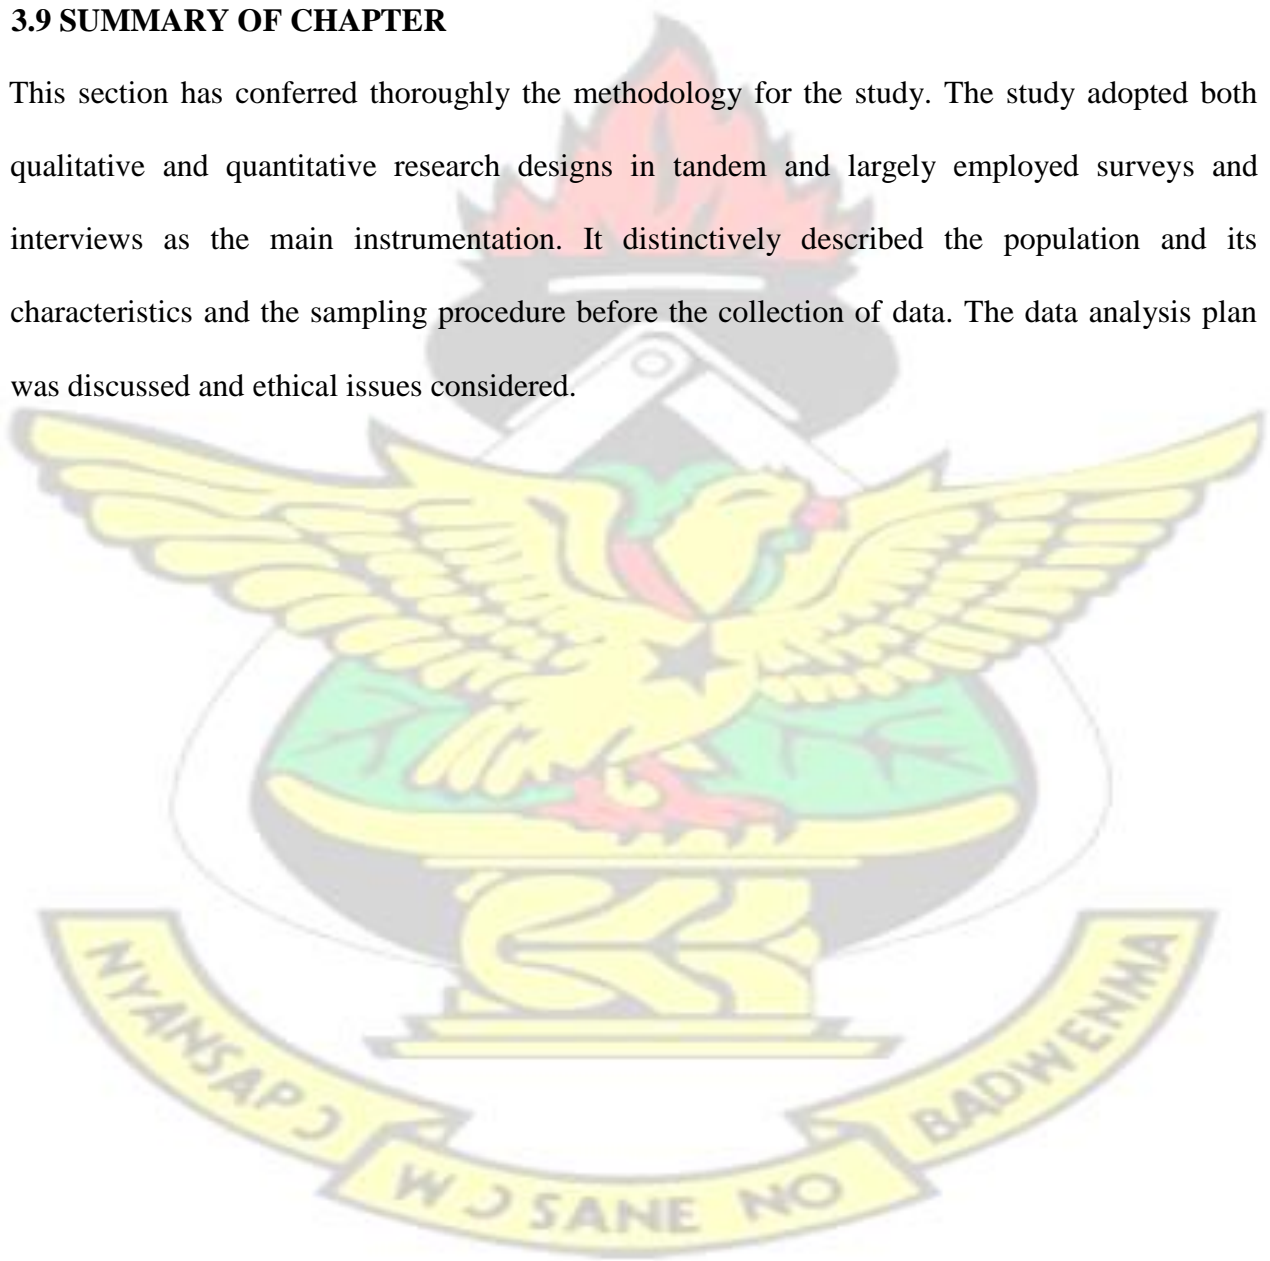 3.9 SUMMARY OF CHAPTER
This section has conferred thoroughly the methodology for the study. The study adopted both
qualitative and quantitative research designs in tandem and largely employed surveys and
interviews as the main instrumentation. It distinctively described the population and its
characteristics and the sampling procedure before the collection of data. The data analysis plan
was discussed and ethical issues considered.
NYANSAPƆ
WƆSANE NO
BADWENMA